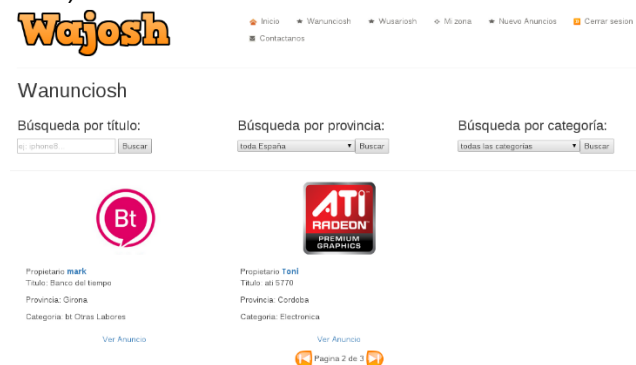 Wajosh
Inicio Wanunciosh Wusariosh Mi zona Nuevo Anuncios Cerrar sesion
Contactanos
Wanunciosh
Búsqueda por título: Búsqueda por provincia: Búsqueda por categoría:
ej: iphone8... Buscar toda España Buscar todas las categorías Buscar
Bt ATI
RADEON
PREMIUM
GRAPHICS
Propietario mark Propietario Toni
Titulo: Banco del tiempo Titulo: ati 5770
Provincia: Girona Provincia: Cordoba
Categoria: bt Otras Labores Categoria: Electronica
Ver Anuncio Ver Anuncio
Pagina 2 de 3